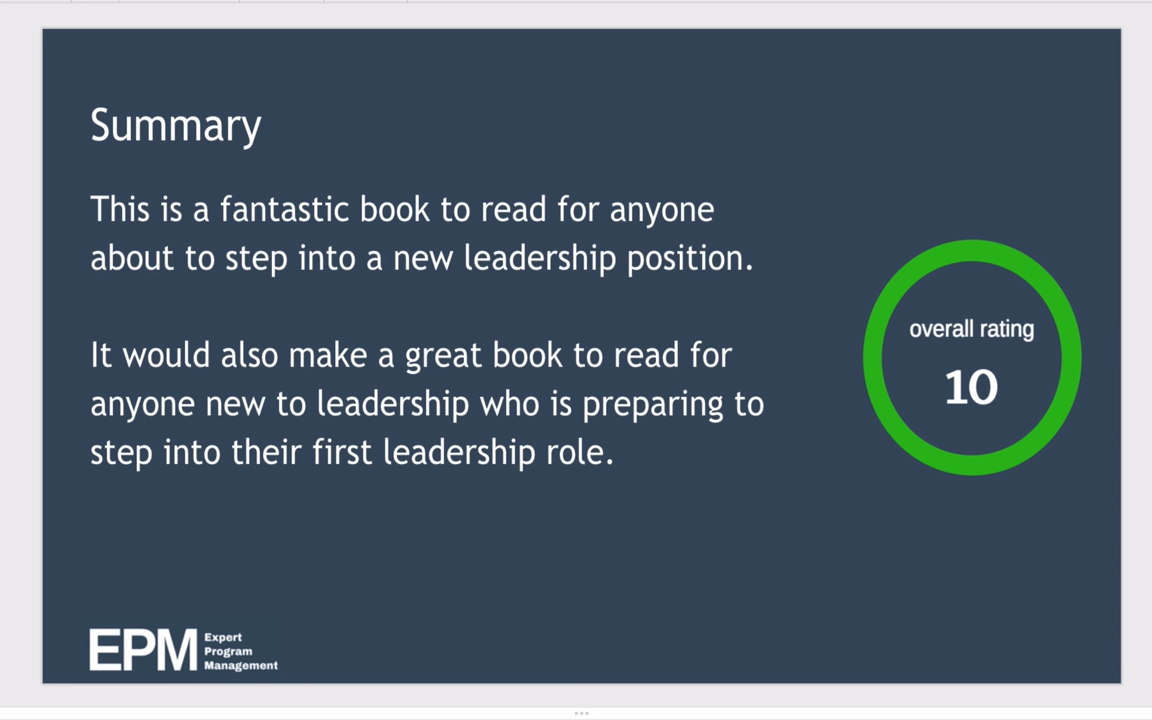 Summary
This is a fantastic book to read for anyone
about to step into a new leadership position.
It would also make a great book to read for
anyone new to leadership who is preparing to
step into their first leadership role.
overall rating
10
EPM
Expert
Program
Management